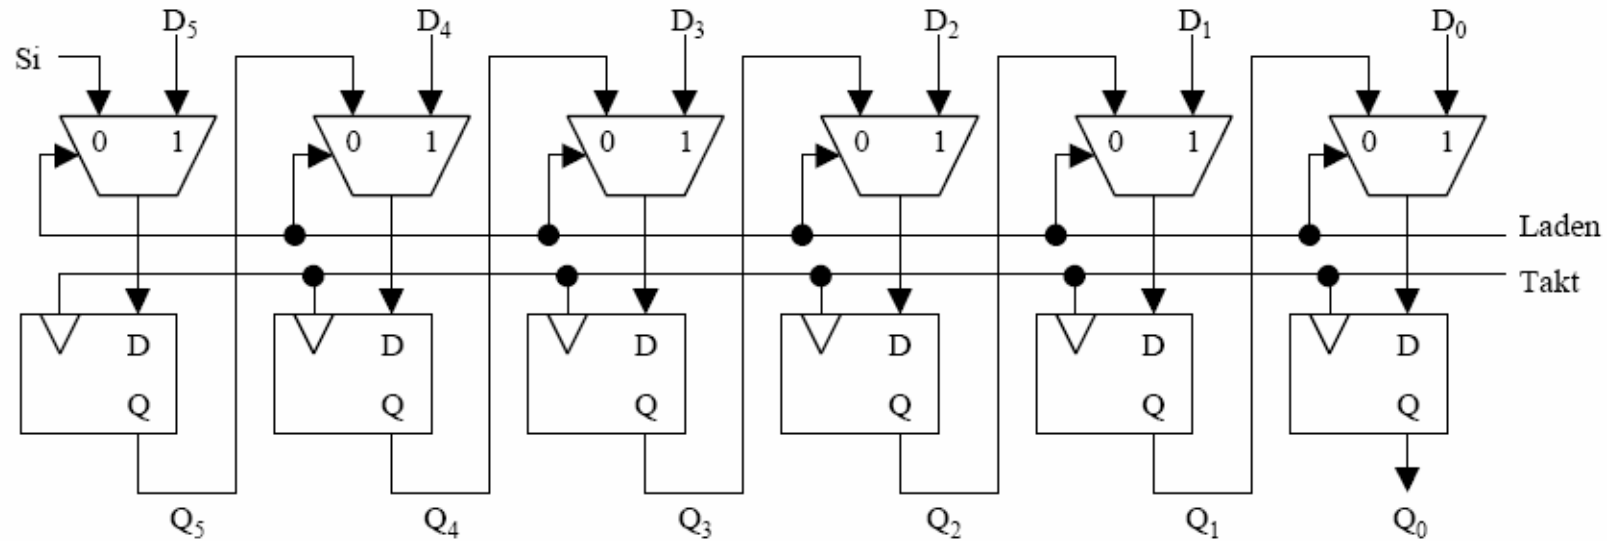 D5 D4 D3 D2 D1 D0
Si
0 1 0 1 0 1 0 1 0 1 0 1
Laden
Takt
D D D D D D
Q Q Q Q Q Q
Q5 Q4 Q3 Q2 Q1 Q0